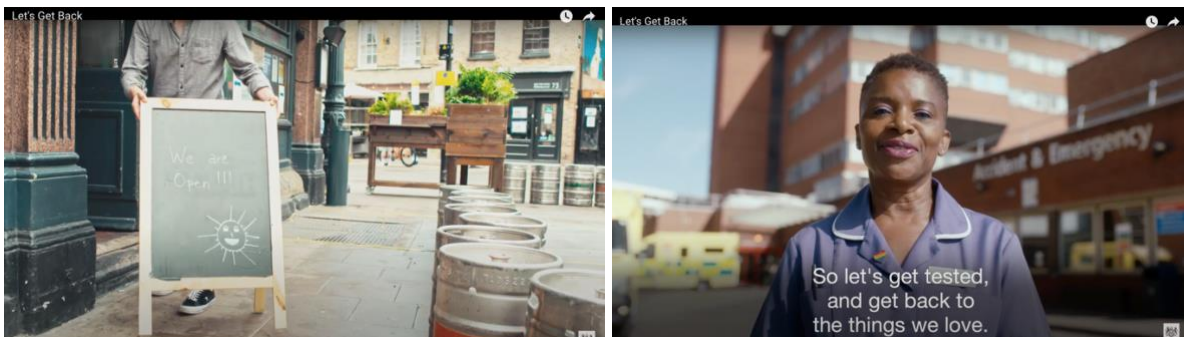 Let's Get Back
We are
Open!!!
Let's Get Back
Accident & Emergency
So let's get tested,
and get back to
the things we love.